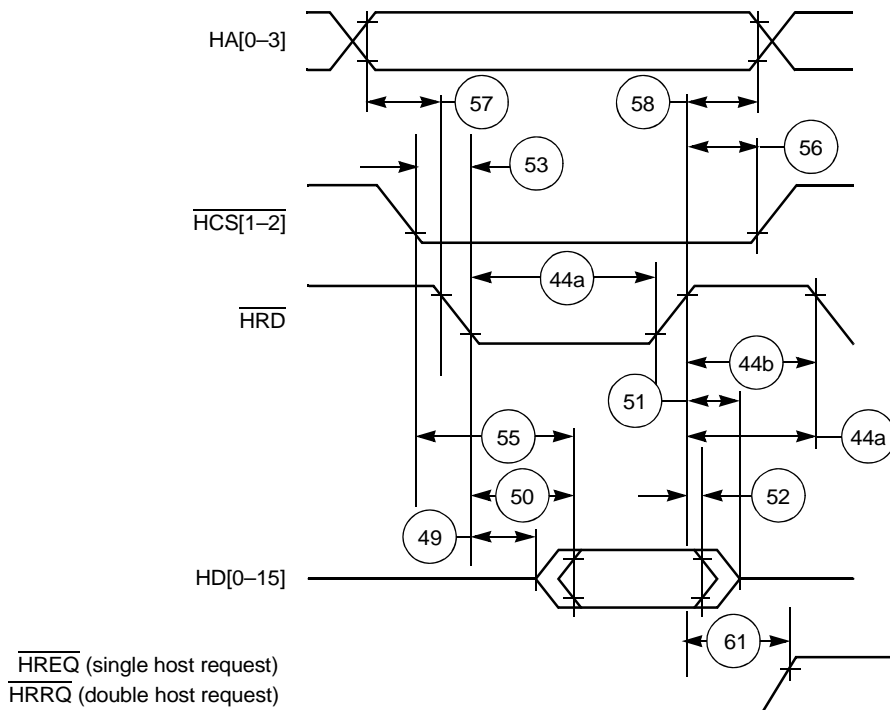 HA[0–3]
57
58
53
56
HCS[1–2]
44a
HRD
44b
51
55
44a
50
52
49
HD[0–15]
61
HREQ (single host request)
HRRQ (double host request)